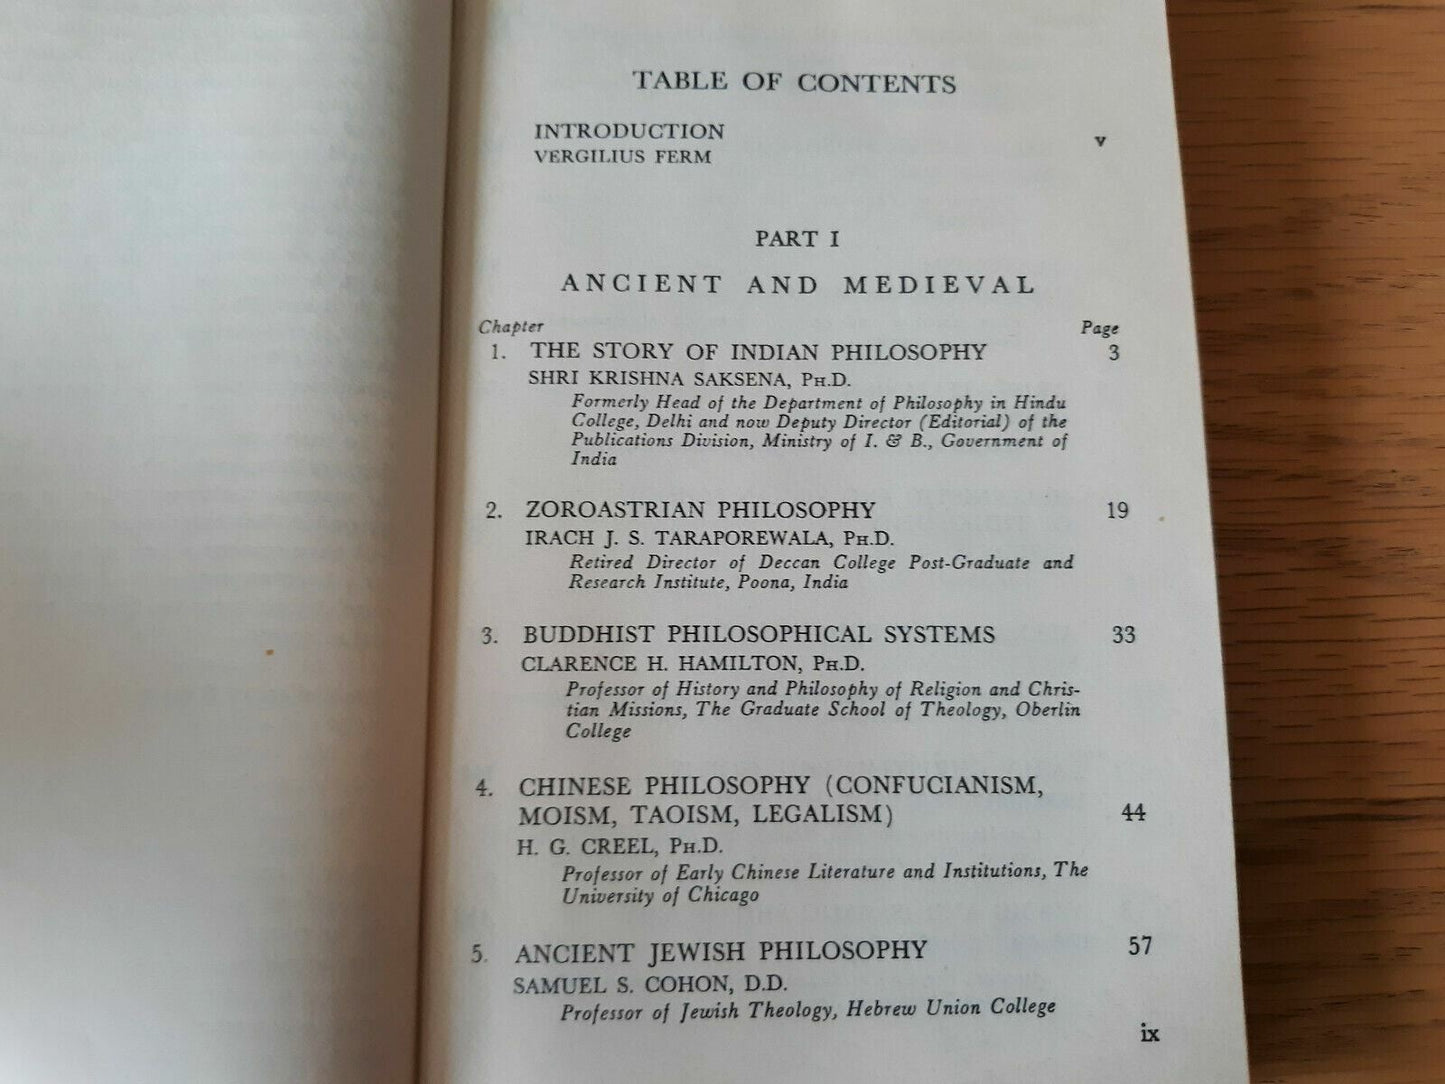 TABLE OF CONTENTS
INTRODUCTION
v
VERGILIUS FERM
PART I
ANCIENT AND MEDIEVAL
Chapter Page
1. THE STORY OF INDIAN PHILOSOPHY 3
SHRI KRISHNA SAKSENA, PH.D.
Formerly Head of the Department of Philosophy in Hindu
College, Delhi and now Deputy Director (Editorial) of the
Publications Division, Ministry of I. & B., Government of
India
2. ZOROASTRIAN PHILOSOPHY 19
IRACH J. S. TARAPOREWALA, PH.D.
Retired Director of Deccan College Post-Graduate and
Research Institute, Poona, India
3. BUDDHIST PHILOSOPHICAL SYSTEMS 33
CLARENCE H. HAMILTON, PH.D.
Professor of History and Philosophy of Religion and Chris-
tian Missions, The Graduate School of Theology, Oberlin
College
4. CHINESE PHILOSOPHY (CONFUCIANISM,
MOISM, TAOISM, LEGALISM) 44
H. G. CREEL, PH.D.
Professor of Early Chinese Literature and Institutions, The
University of Chicago
5. ANCIENT JEWISH PHILOSOPHY 57
SAMUEL S. COHON, D.D.
Professor of Jewish Theology, Hebrew Union College
ix